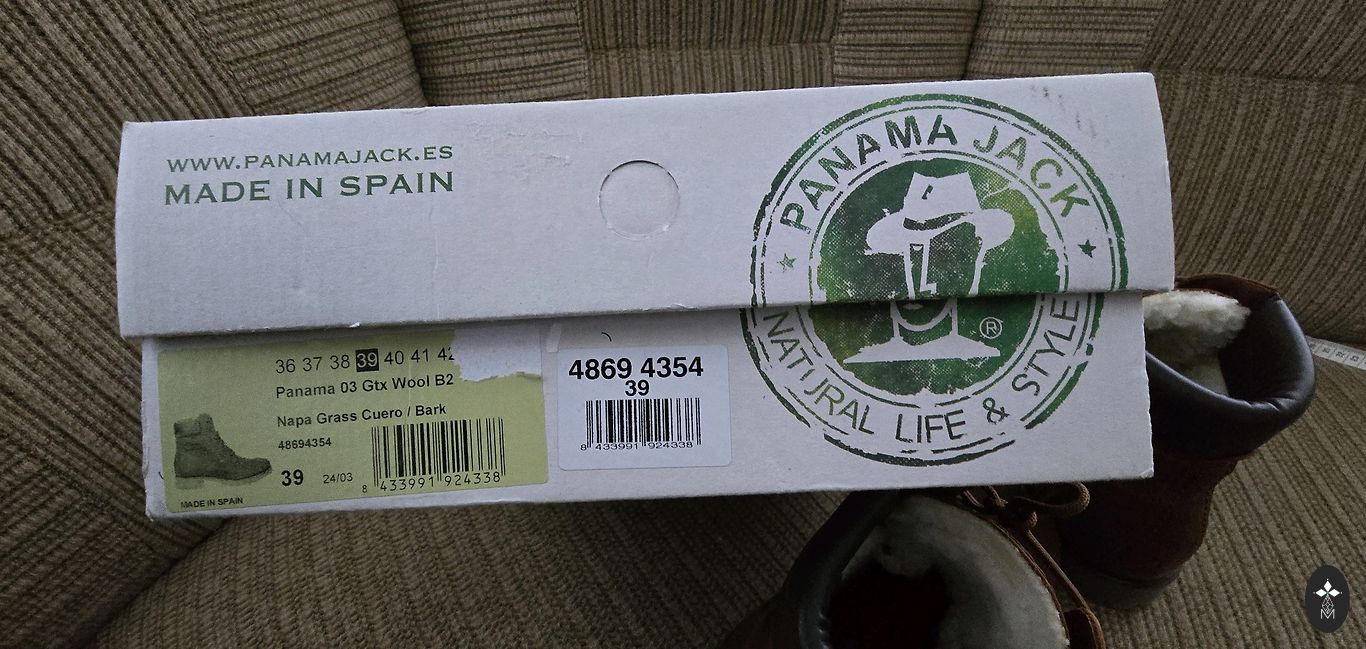 WWW.PANAMAJACK.ES
MADE IN SPAIN
PANAMA JACK
NATURAL LIFE & STYLE
®
36 37 38 39 40 41 42
Panama 03 Gtx Wool B2
Napa Grass Cuero / Bark
48694354
39 24/03
8 433991 924338
MADE IN SPAIN
4869 4354
39
8 433991 924338
M